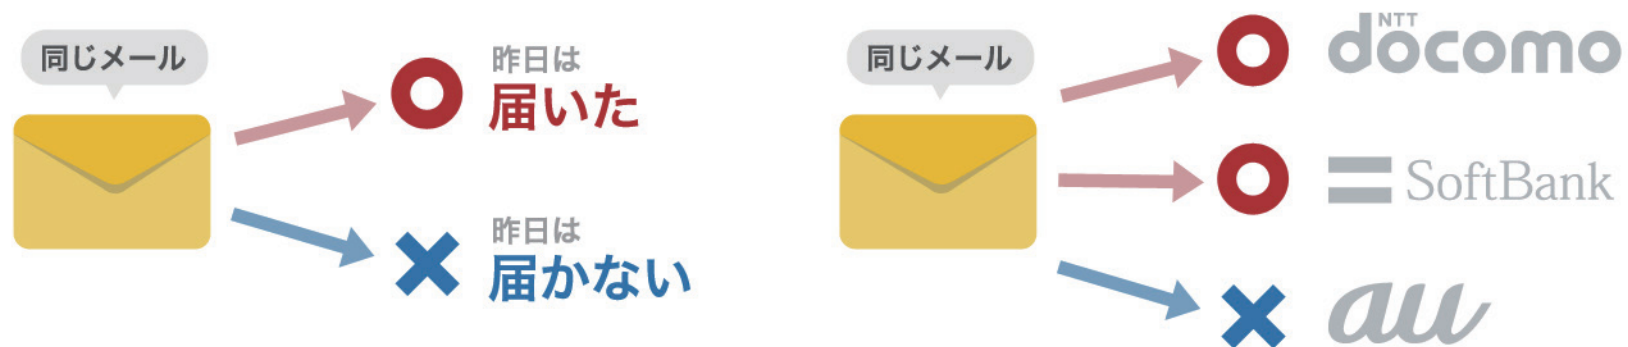 同じメール
昨日は
届いた
昨日は
届かない
同じメール
NTT
docomo
SoftBank
au